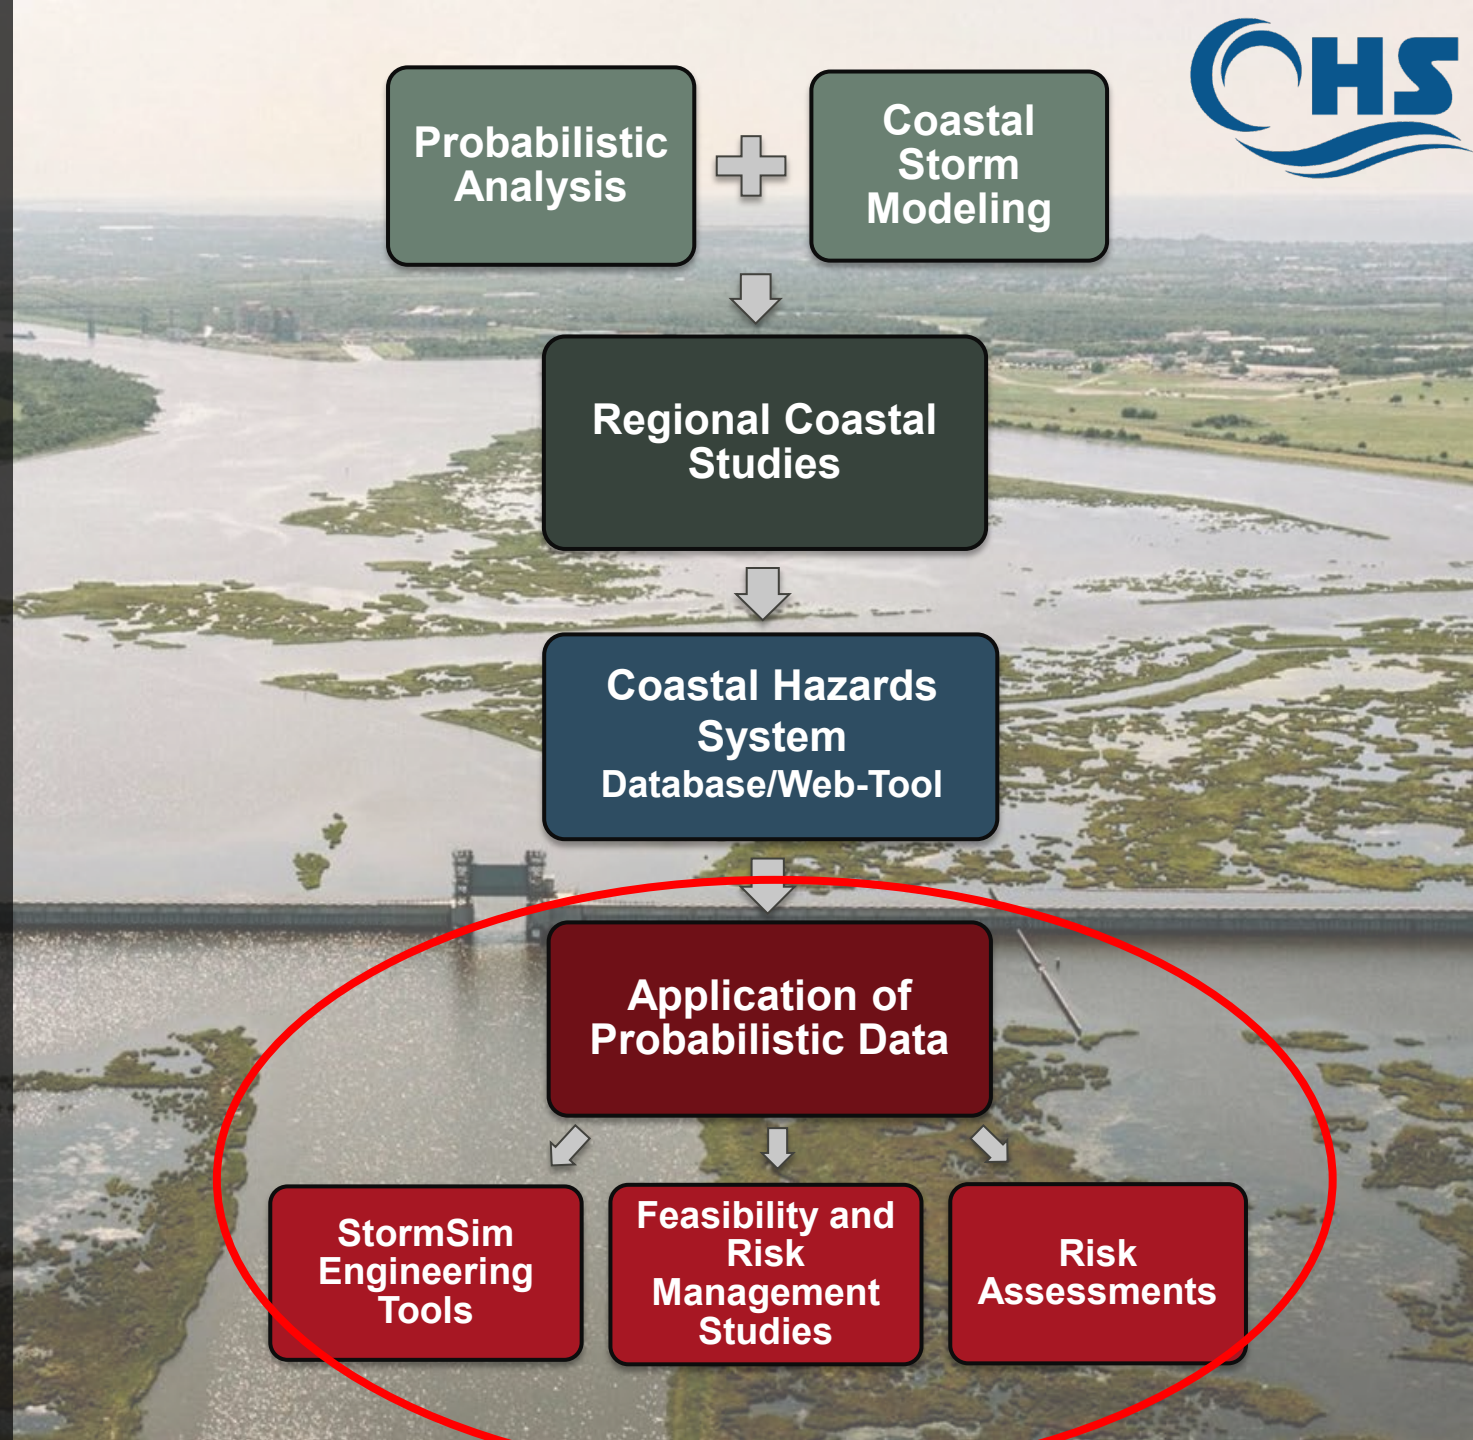 CHS
Probabilistic
Analysis
Coastal
Storm
Modeling
Regional Coastal
Studies
Coastal Hazards
System
Database/Web-Tool
Application of
Probabilistic Data
StormSim
Engineering
Tools
Feasibility and
Risk
Management
Studies
Risk
Assessments